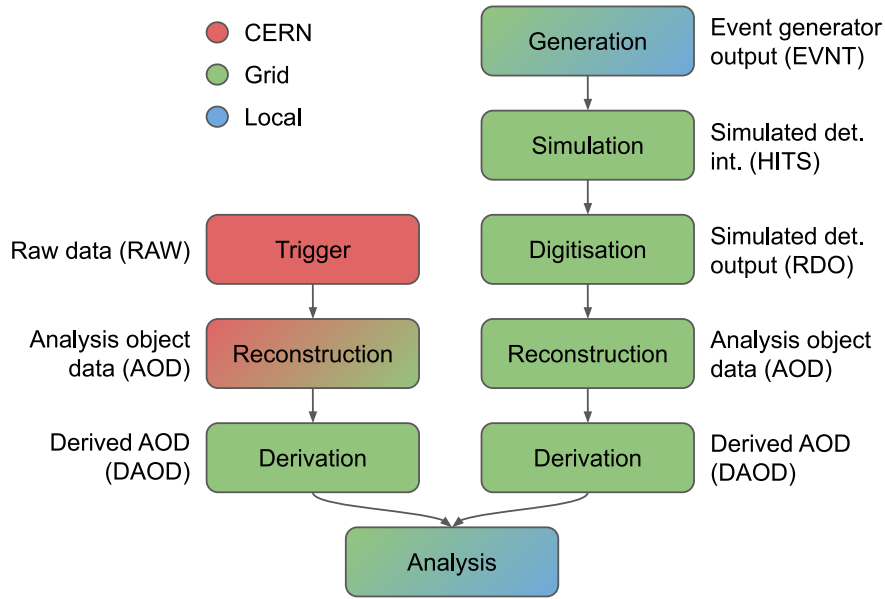 CERN
Grid
Local
Generation
Event generator
output (EVNT)
Simulation
Simulated det.
int. (HITS)
Raw data (RAW)
Trigger
Digitisation
Simulated det.
output (RDO)
Analysis object
data (AOD)
Reconstruction
Reconstruction
Analysis object
data (AOD)
Derived AOD
(DAOD)
Derivation
Derivation
Derived AOD
(DAOD)
Analysis